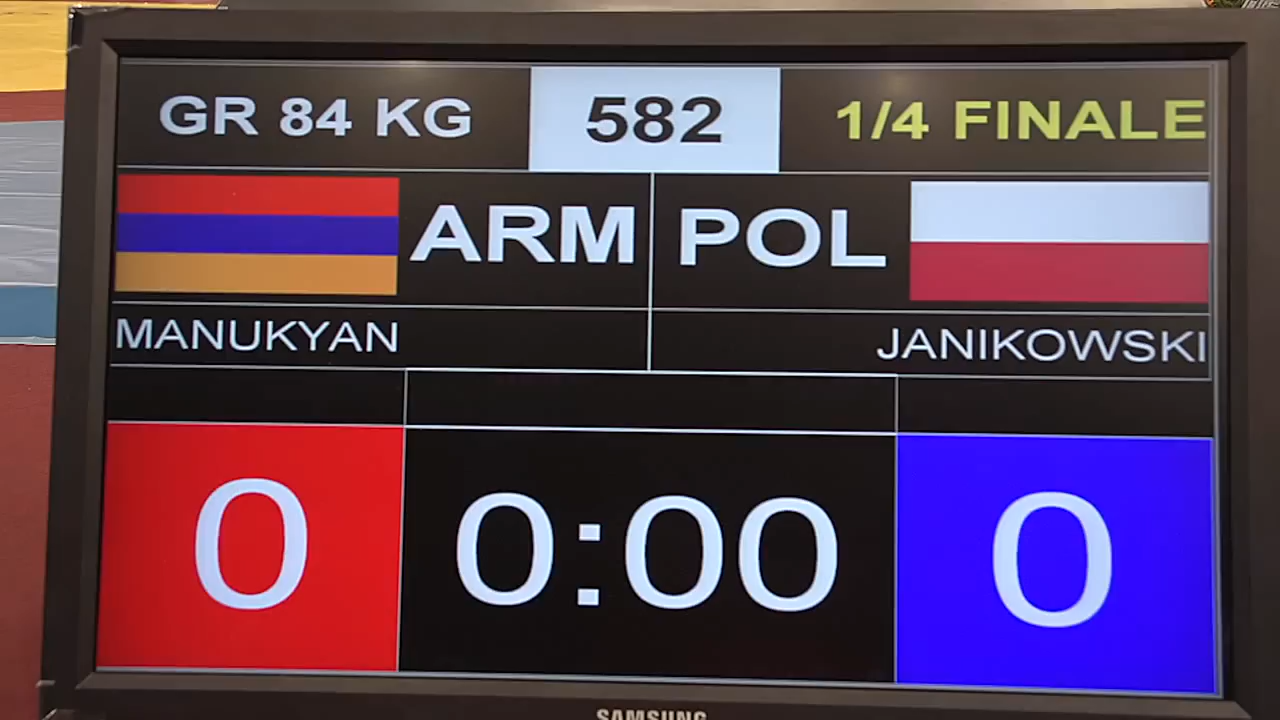 GR 84 KG 582 1/4 FINALE
ARM POL
MANUKYAN JANIKOWSKI
0 0:00 0
SAMSUNG